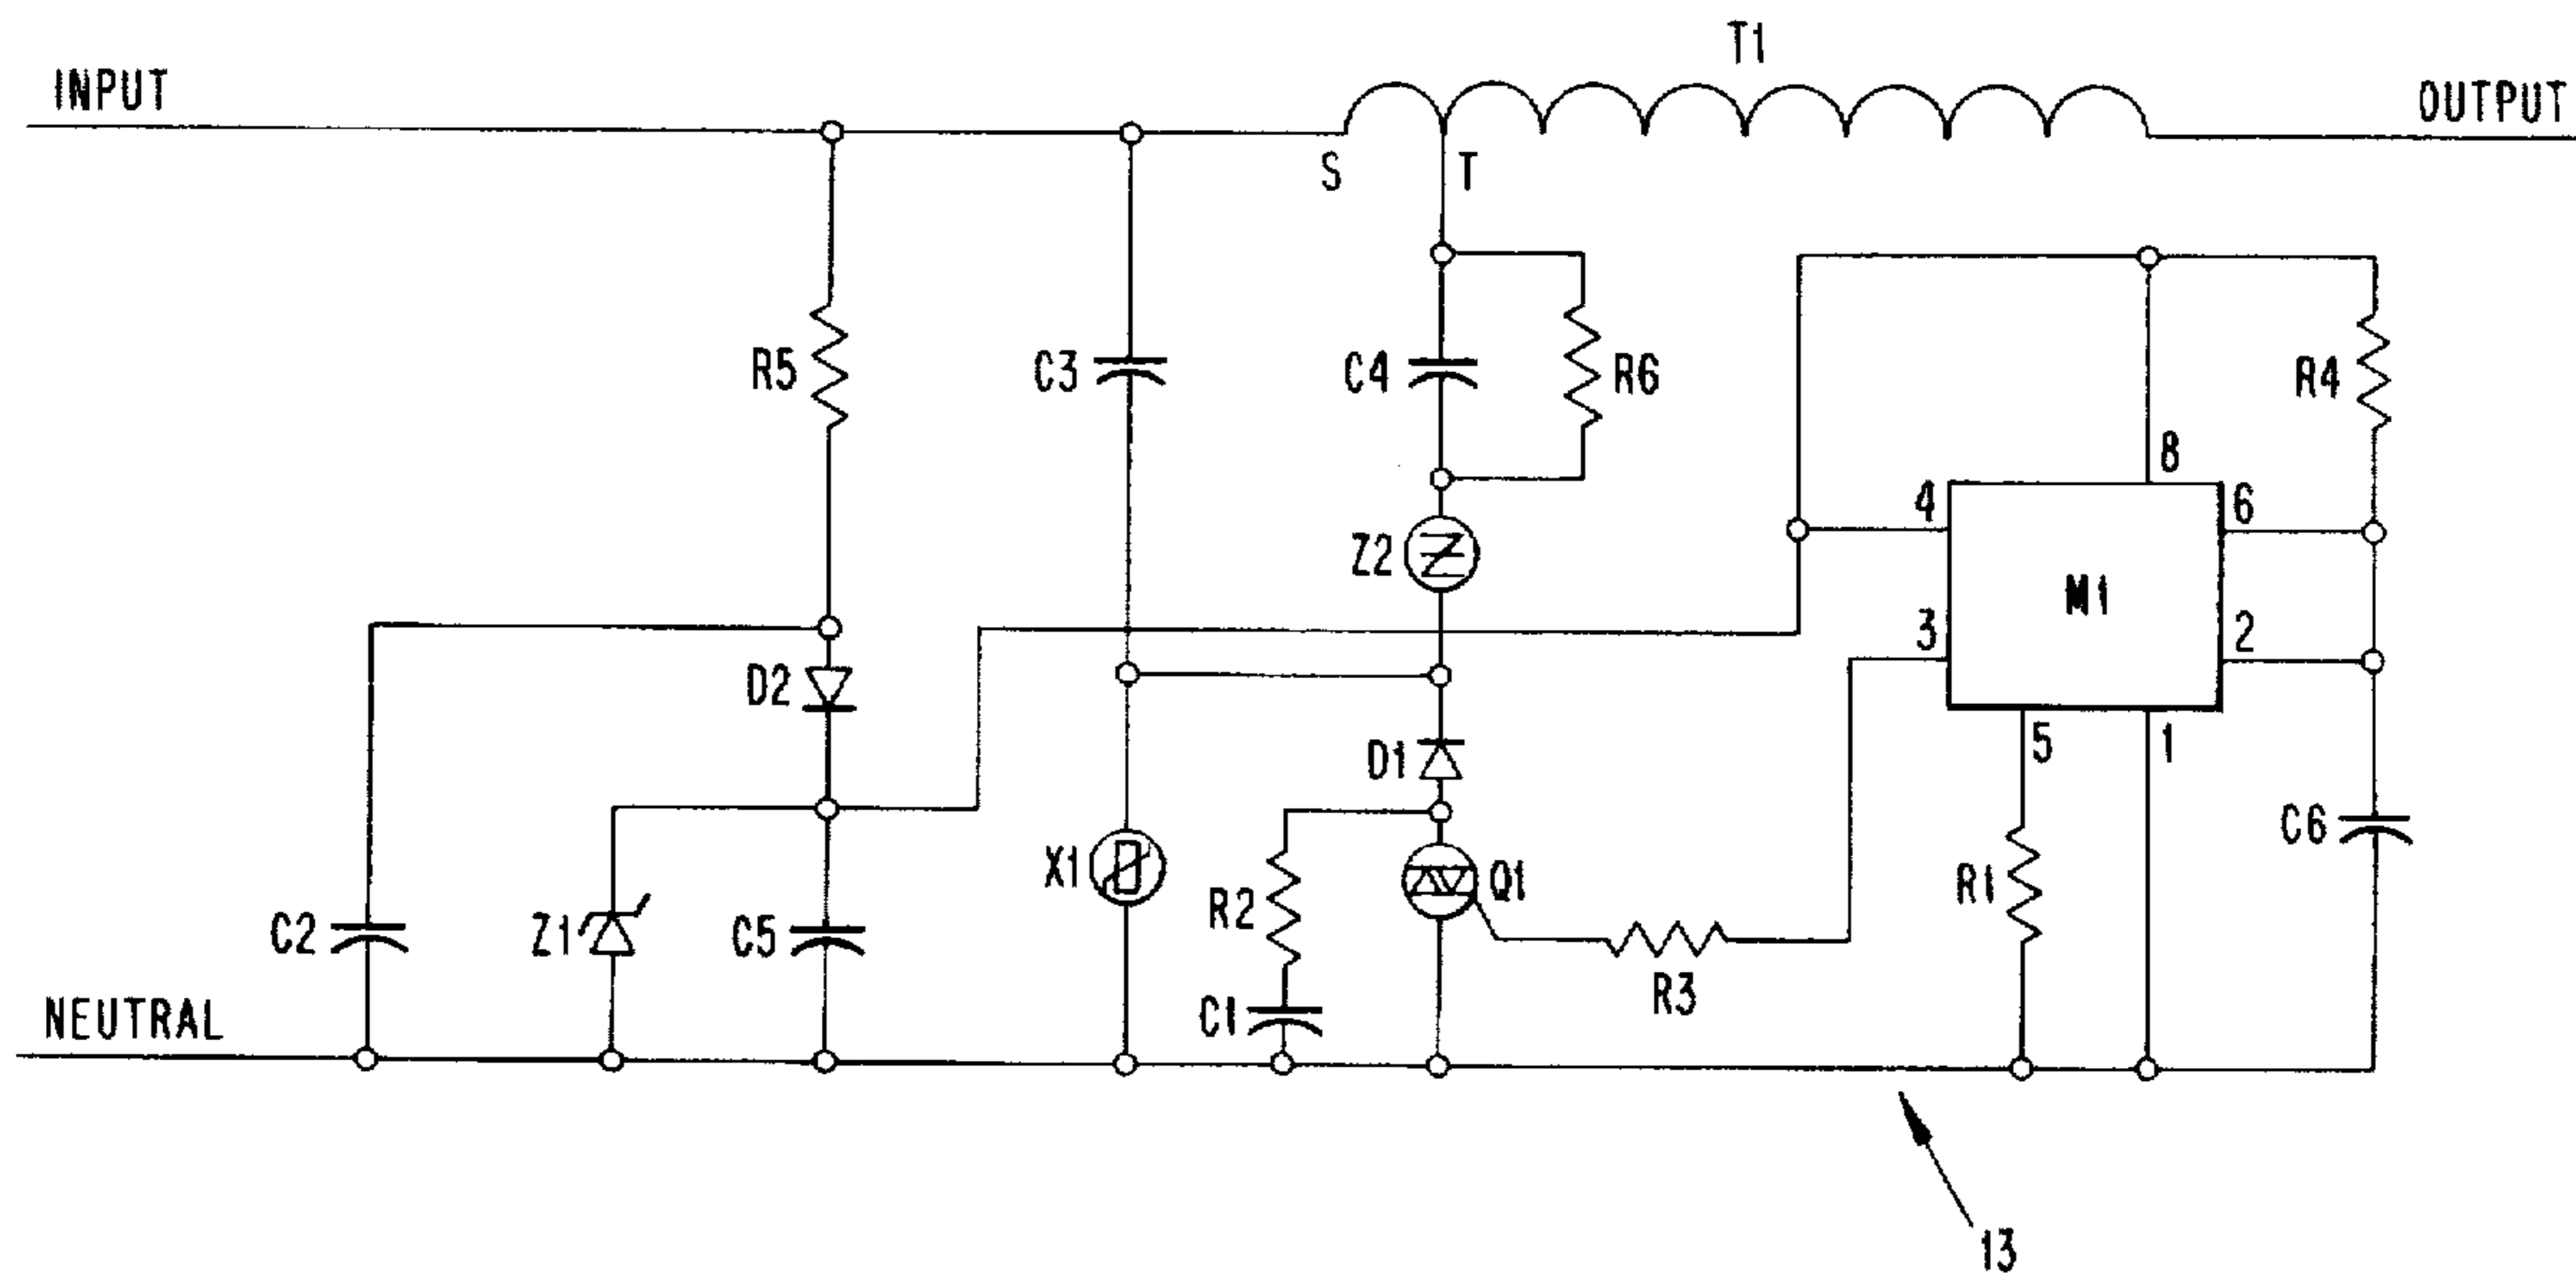 T1
INPUT
OUTPUT
S
T
R5
C3
C4
R6
R4
8
4
6
Z2
M1
3
2
D2
5
1
D1
C6
X1
Q1
R1
R2
C2
Z1
C5
R3
C1
NEUTRAL
13